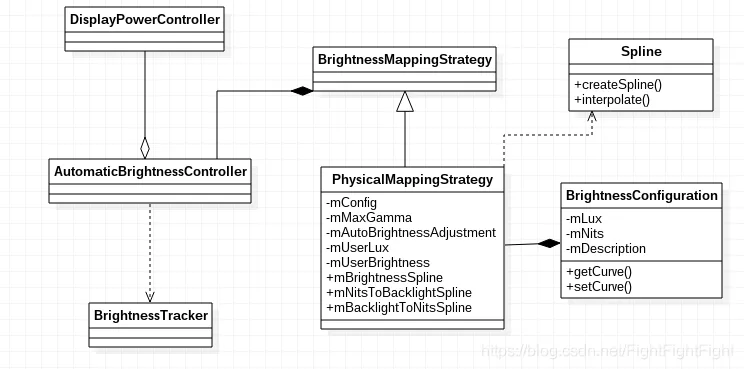 DisplayPowerController
BrightnessMappingStrategy
Spline
+createSpline()
+interpolate()
AutomaticBrightnessController
PhysicalMappingStrategy
-mConfig
-mMaxGamma
-mAutoBrightnessAdjustment
-mUserLux
-mUserBrightness
+mBrightnessSpline
+mNitsToBacklightSpline
+mBacklightToNitsSpline
BrightnessConfiguration
-mLux
-mNits
-mDescription
+getCurve()
+setCurve()
BrightnessTracker
https://blog.csdn.net/FightFightFight